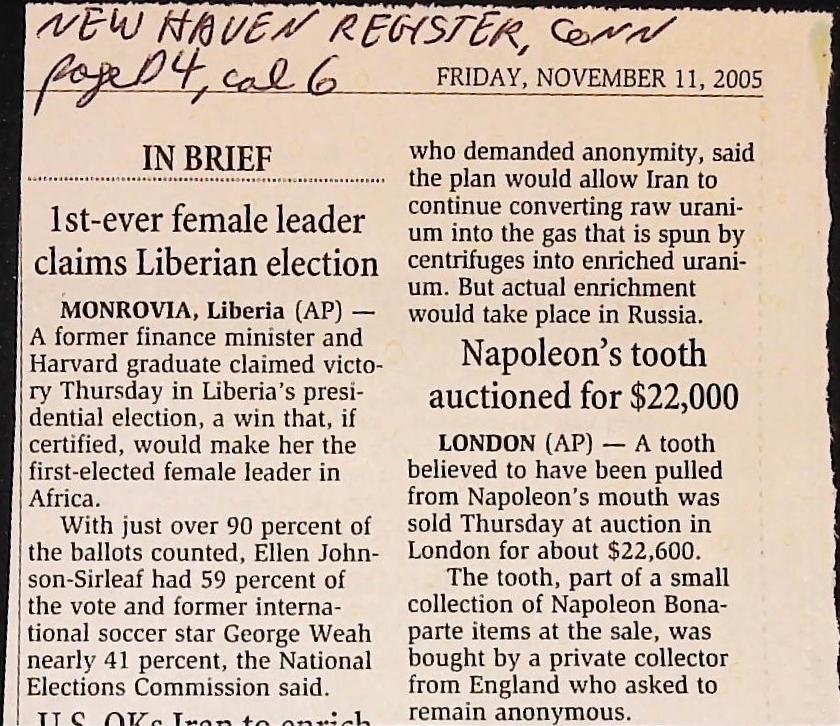 NEW HAVEN REGISTER, CONN
page D4, col 6
FRIDAY, NOVEMBER 11, 2005
IN BRIEF
1st-ever female leader
claims Liberian election
MONROVIA, Liberia (AP) —
A former finance minister and
Harvard graduate claimed victo-
ry Thursday in Liberia's presi-
dential election, a win that, if
certified, would make her the
first-elected female leader in
Africa.
With just over 90 percent of
the ballots counted, Ellen John-
son-Sirleaf had 59 percent of
the vote and former interna-
tional soccer star George Weah
nearly 41 percent, the National
Elections Commission said.
U.S. OKs Iran to enrich
who demanded anonymity, said
the plan would allow Iran to
continue converting raw urani-
um into the gas that is spun by
centrifuges into enriched urani-
um. But actual enrichment
would take place in Russia.
Napoleon's tooth
auctioned for $22,000
LONDON (AP) — A tooth
believed to have been pulled
from Napoleon's mouth was
sold Thursday at auction in
London for about $22,600.
The tooth, part of a small
collection of Napoleon Bona-
parte items at the sale, was
bought by a private collector
from England who asked to
remain anonymous.